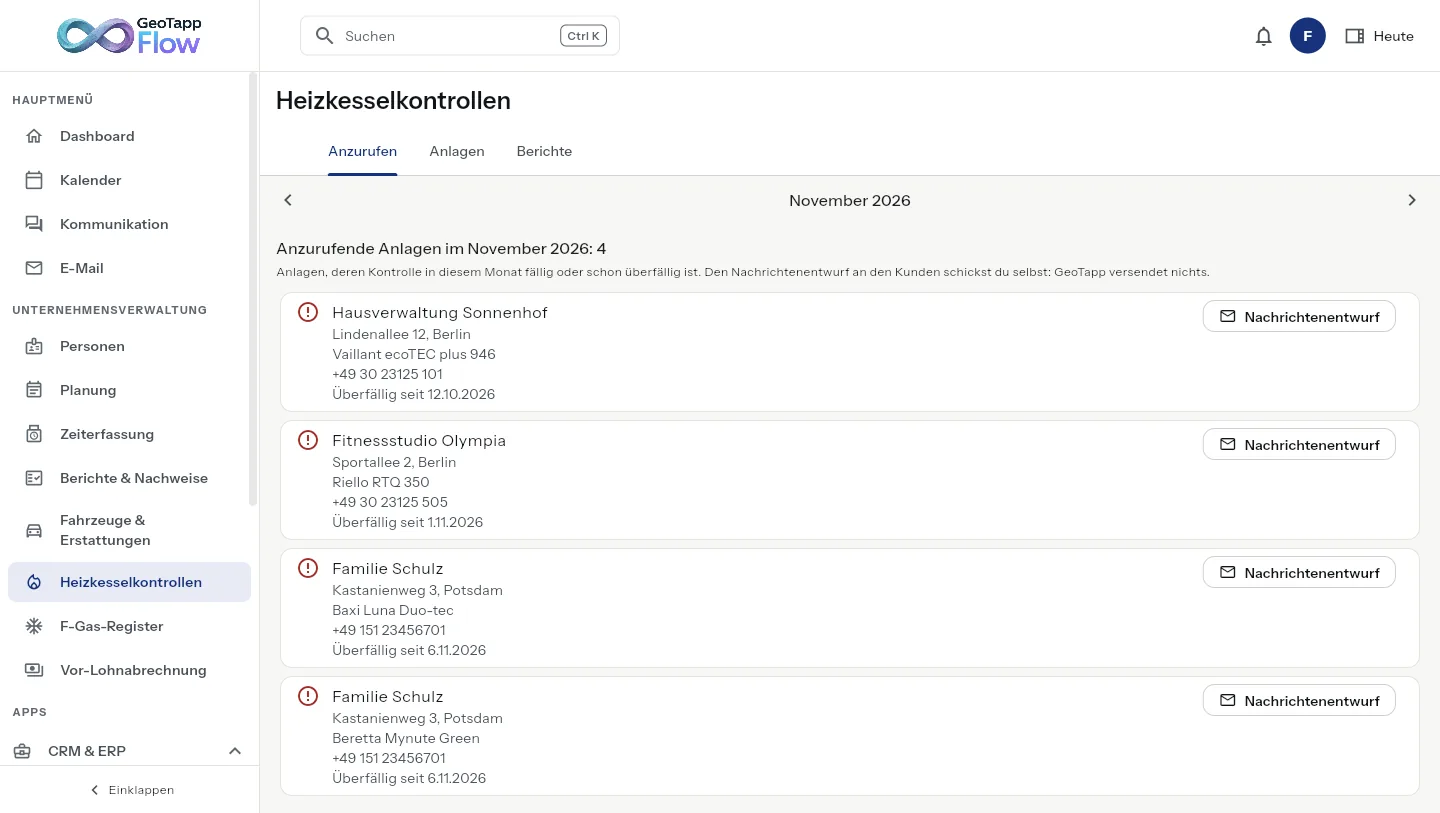 GeoTapp
Flow
Suchen
Ctrl K
F
Heute
HAUPTMENÜ
Dashboard
Kalender
Kommunikation
E-Mail
UNTERNEHMENSVERWALTUNG
Personen
Planung
Zeiterfassung
Berichte & Nachweise
Fahrzeuge &
Erstattungen
Heizkesselkontrollen
F-Gas-Register
Vor-Lohnabrechnung
APPS
CRM & ERP
Einklappen
Heizkesselkontrollen
Anzurufen
Anlagen
Berichte
November 2026
Anzurufende Anlagen im November 2026: 4
Anlagen, deren Kontrolle in diesem Monat fällig oder schon überfällig ist. Den Nachrichtenentwurf an den Kunden schickst du selbst: GeoTapp versendet nichts.
Hausverwaltung Sonnenhof
Lindenallee 12, Berlin
Vaillant ecoTEC plus 946
+49 30 23125 101
Überfällig seit 12.10.2026
Nachrichtenentwurf
Fitnessstudio Olympia
Sportallee 2, Berlin
Riello RTQ 350
+49 30 23125 505
Überfällig seit 1.11.2026
Nachrichtenentwurf
Familie Schulz
Kastanienweg 3, Potsdam
Baxi Luna Duo-tec
+49 151 23456701
Überfällig seit 6.11.2026
Nachrichtenentwurf
Familie Schulz
Kastanienweg 3, Potsdam
Beretta Mynute Green
+49 151 23456701
Überfällig seit 6.11.2026
Nachrichtenentwurf